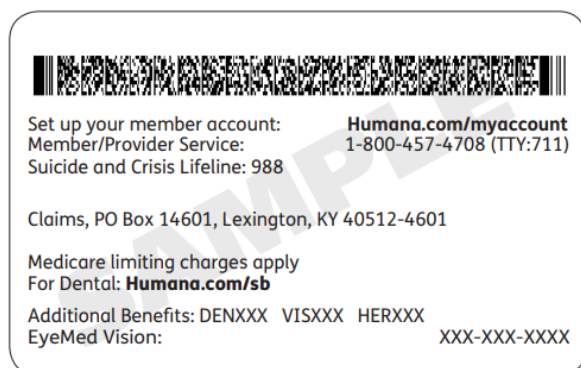 Set up your member account: Humana.com/myaccount
Member/Provider Service: 1-800-457-4708 (TTY:711)
Suicide and Crisis Lifeline: 988
Claims, PO Box 14601, Lexington, KY 40512-4601
Medicare limiting charges apply
For Dental: Humana.com/sb
Additional Benefits: DENXXX VISXXX HERXXX
EyeMed Vision: XXX-XXX-XXXX
SAMPLE